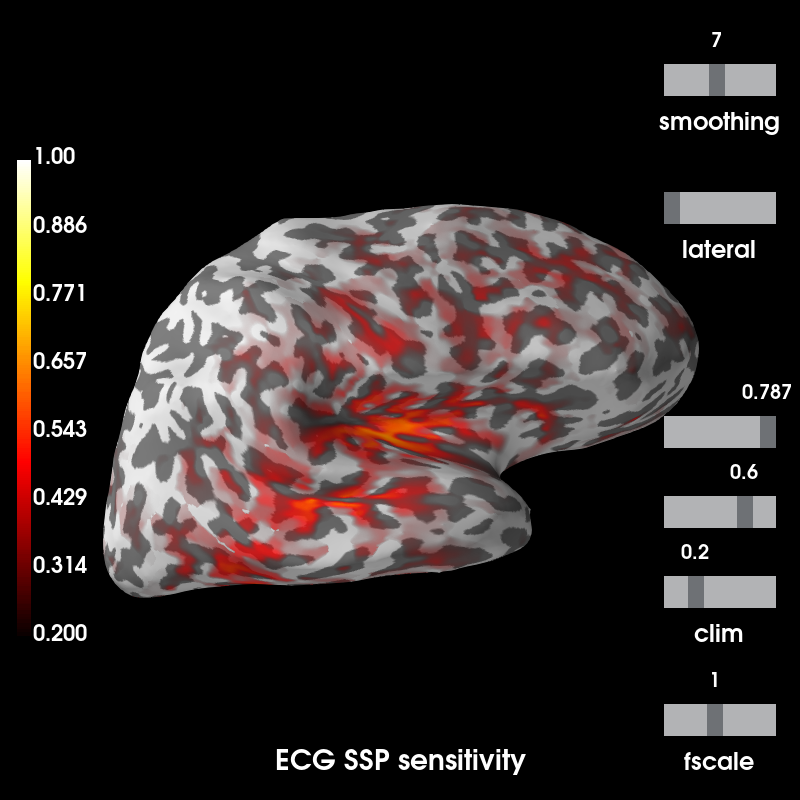 7
smoothing
1.00
0.886
0.771
0.657
0.543
0.429
0.314
0.200
lateral
0.787
0.6
0.2
clim
1
fscale
ECG SSP sensitivity